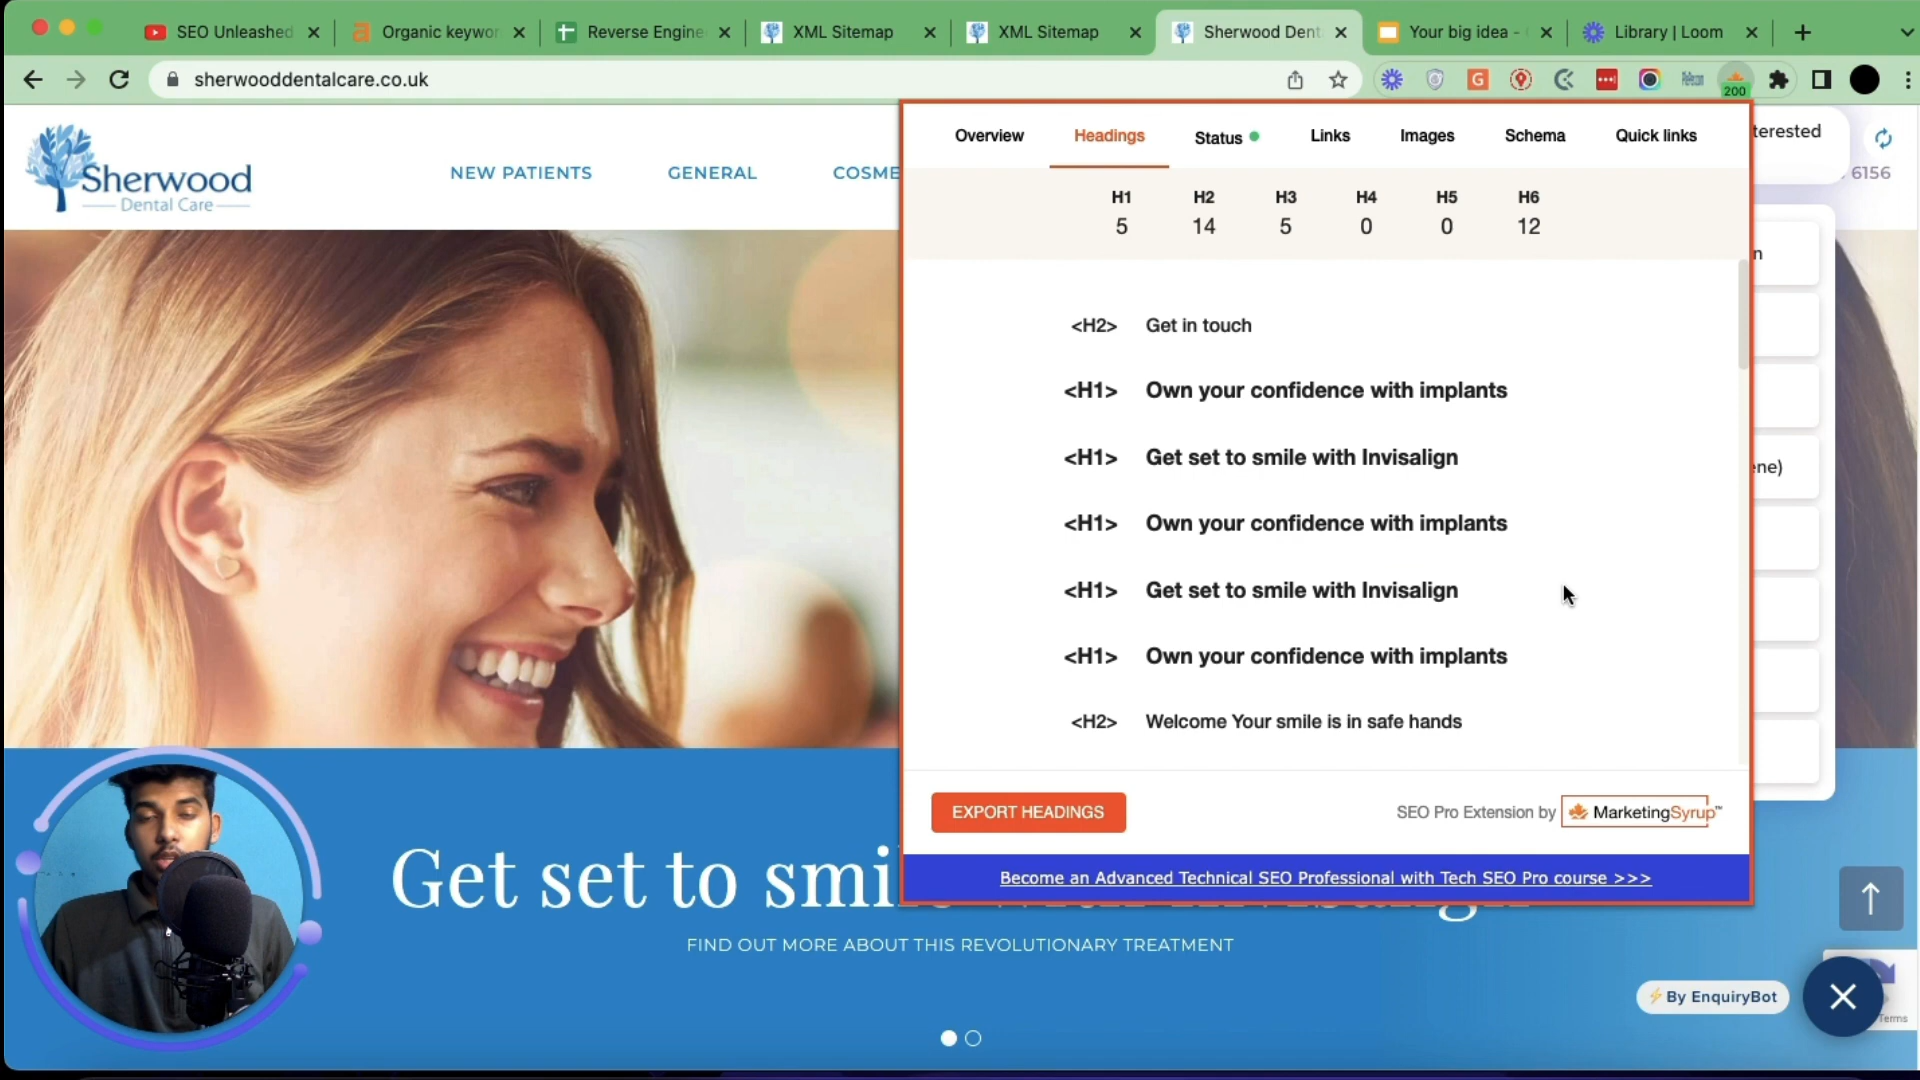 SEO Unleashed
Organic keywor
Reverse Engine
XML Sitemap
XML Sitemap
Sherwood Dent
Your big idea -
Library | Loom
sherwooddentalcare.co.uk
G
200
Sherwood
Dental Care
NEW PATIENTS
GENERAL
COSME
terested
6156
Overview
Headings
Status
Links
Images
Schema
Quick links
H1 H2 H3 H4 H5 H6
5 14 5 0 0 12
<H2> Get in touch
<H1> Own your confidence with implants
<H1> Get set to smile with Invisalign
<H1> Own your confidence with implants
<H1> Get set to smile with Invisalign
<H1> Own your confidence with implants
<H2> Welcome Your smile is in safe hands
n
ene)
EXPORT HEADINGS
SEO Pro Extension by MarketingSyrup™
Become an Advanced Technical SEO Professional with Tech SEO Pro course >>>
Get set to smi
FIND OUT MORE ABOUT THIS REVOLUTIONARY TREATMENT
By EnquiryBot
Terms